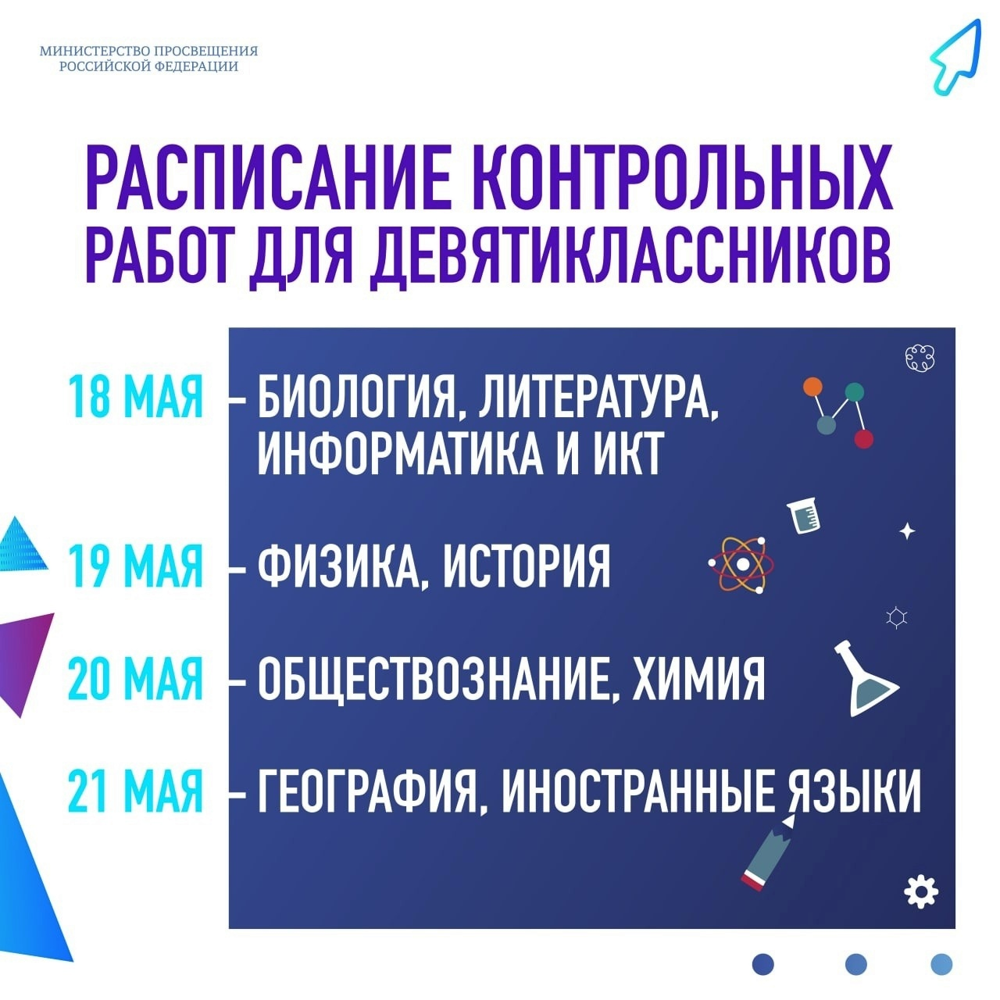 МИНИСТЕРСТВО ПРОСВЕЩЕНИЯ
РОССИЙСКОЙ ФЕДЕРАЦИИ
РАСПИСАНИЕ КОНТРОЛЬНЫХ
РАБОТ ДЛЯ ДЕВЯТИКЛАССНИКОВ
18 МАЯ – БИОЛОГИЯ, ЛИТЕРАТУРА,
ИНФОРМАТИКА И ИКТ
19 МАЯ – ФИЗИКА, ИСТОРИЯ
20 МАЯ – ОБЩЕСТВОЗНАНИЕ, ХИМИЯ
21 МАЯ – ГЕОГРАФИЯ, ИНОСТРАННЫЕ ЯЗЫКИ